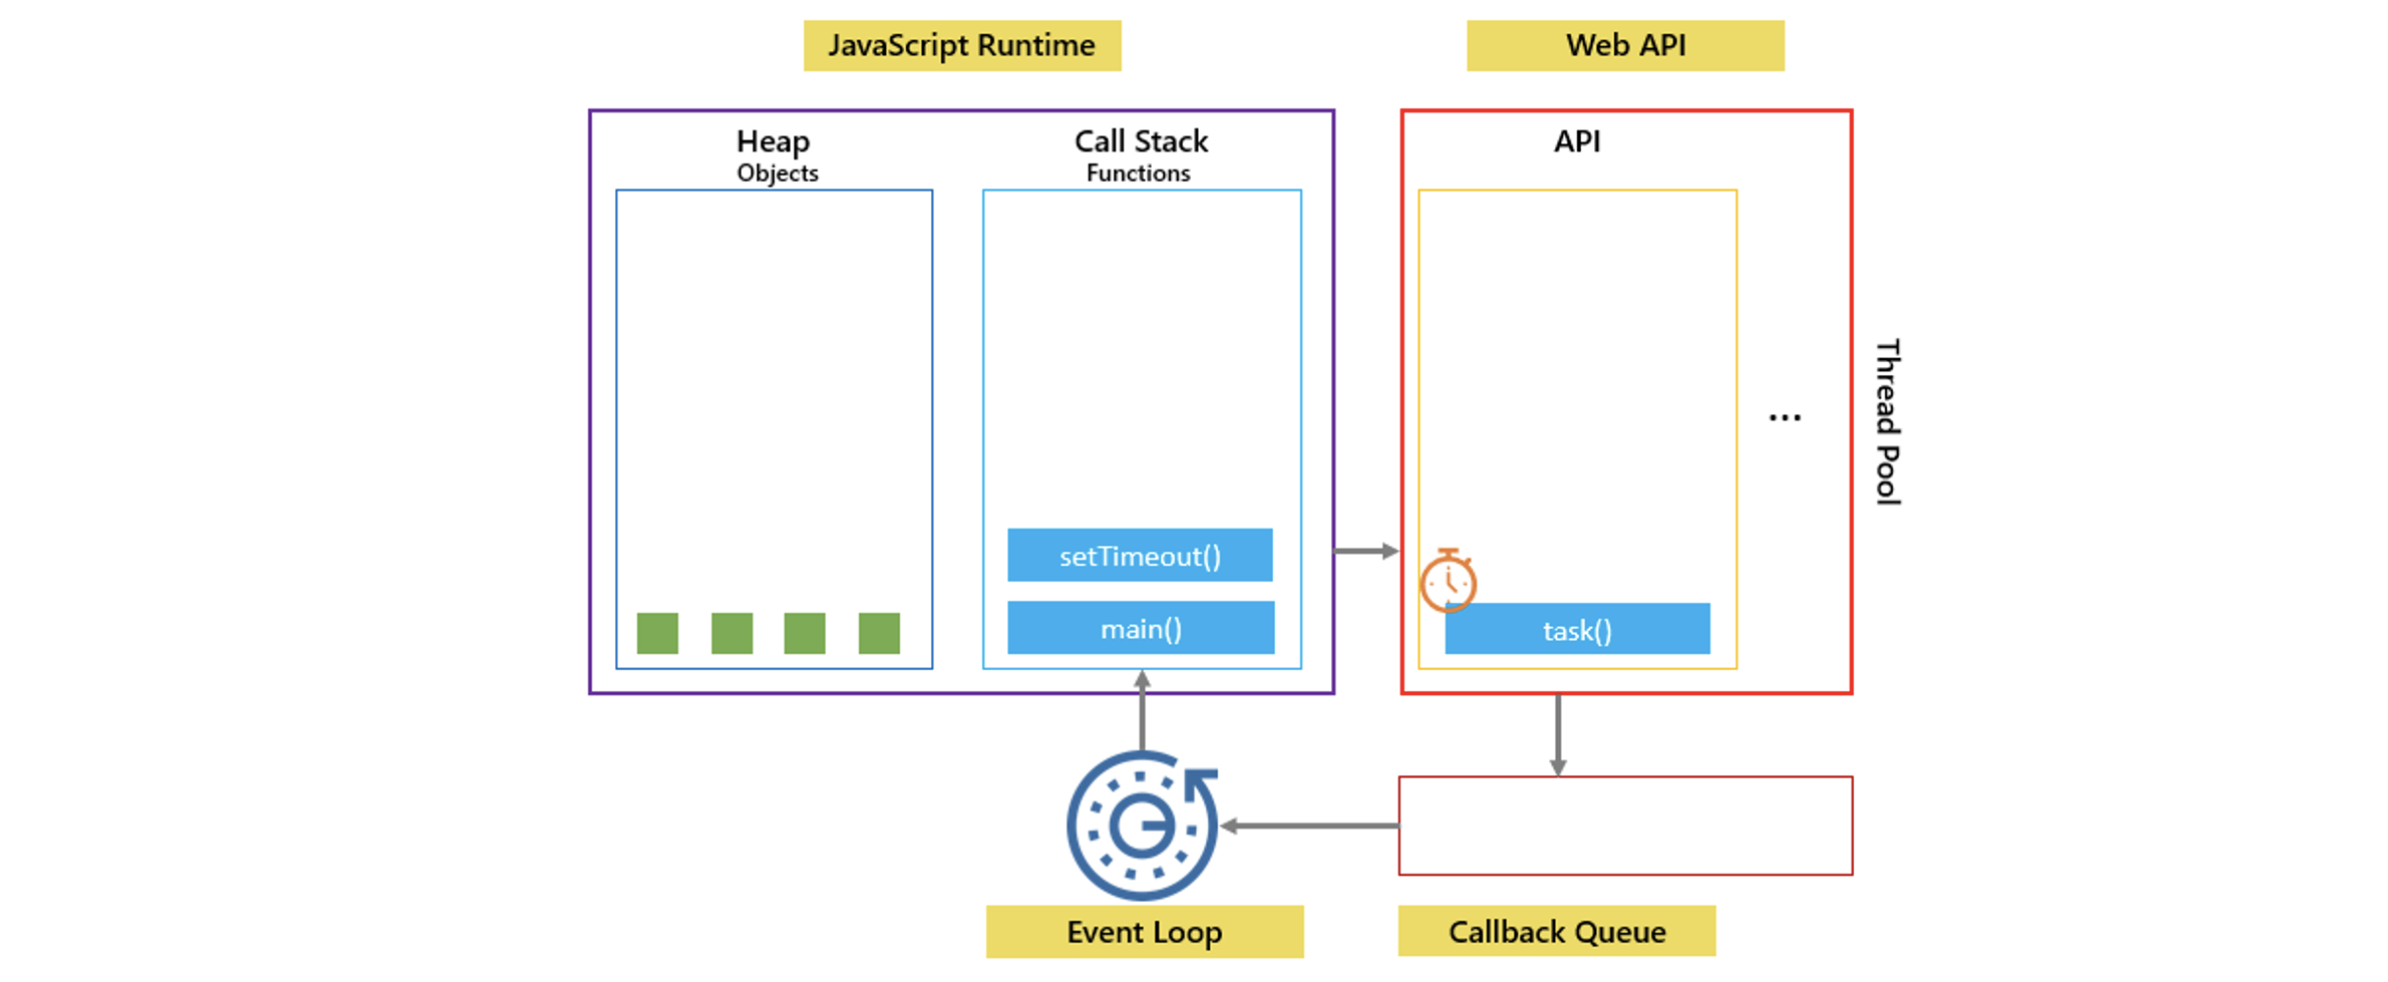 JavaScript Runtime
Web API
Heap
Objects
Call Stack
Functions
API
setTimeout()
main()
task()
...
Thread Pool
Event Loop
Callback Queue